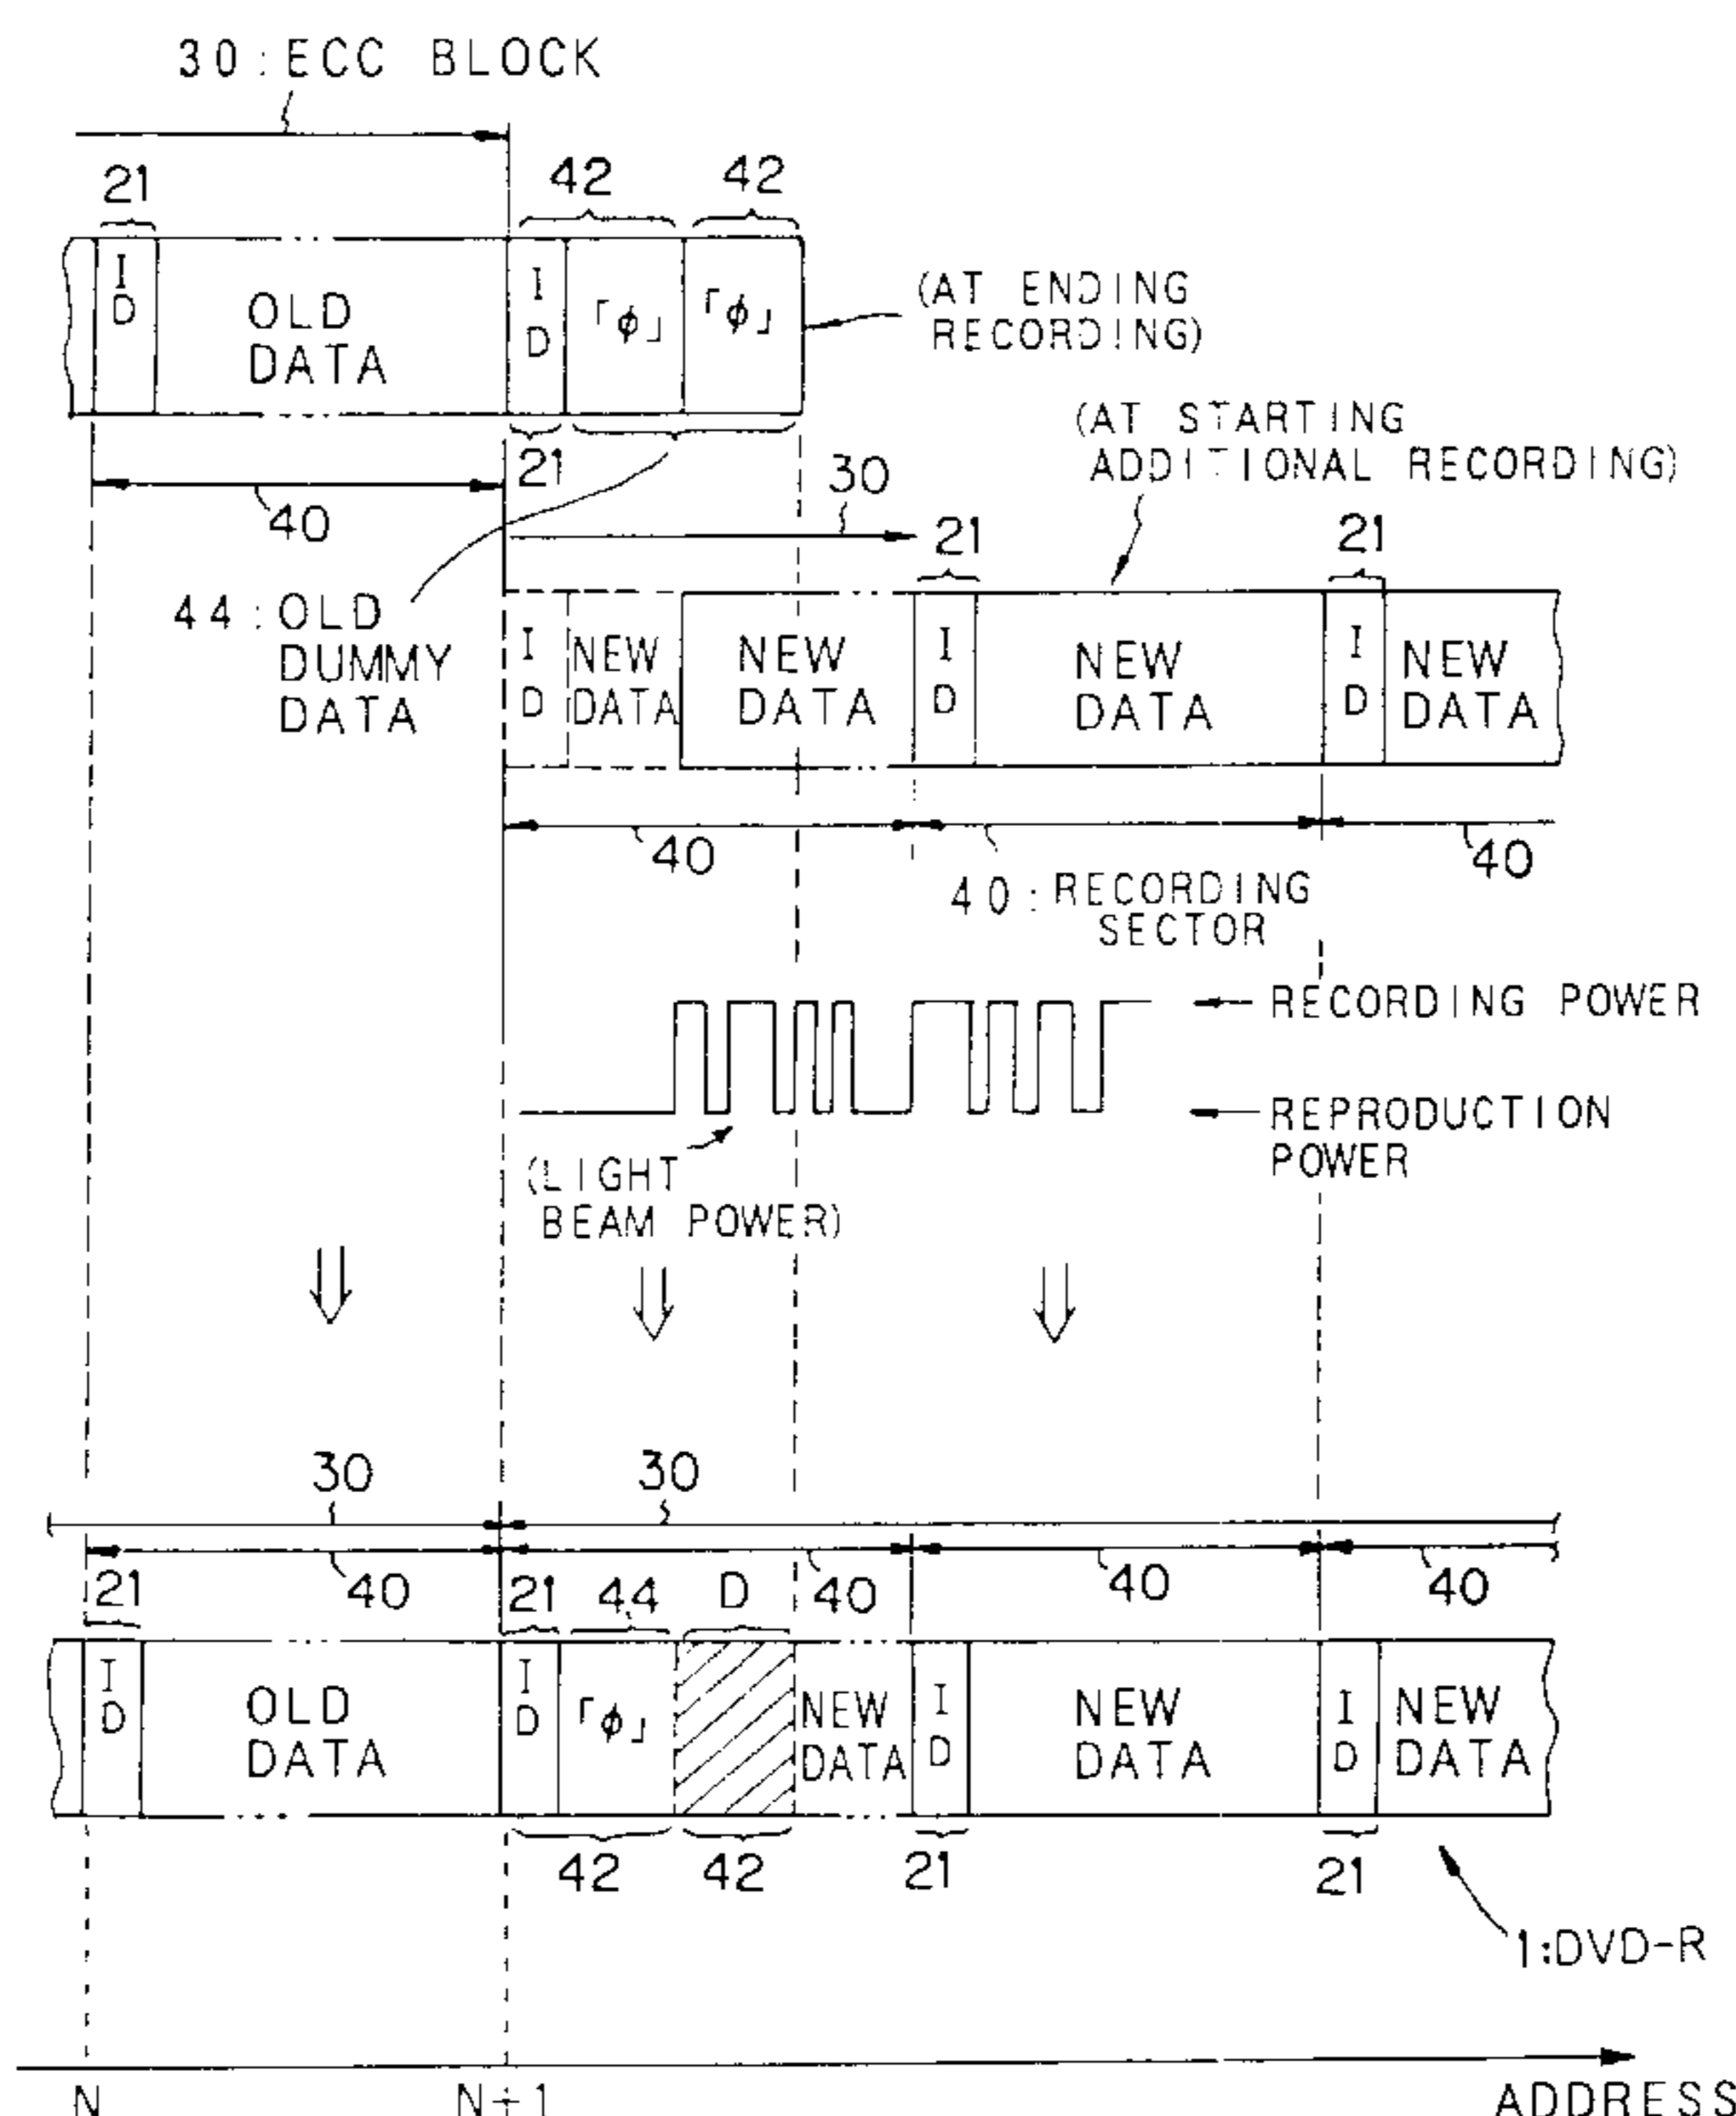 30:ECC BLOCK
21
42
42
I
D
OLD
DATA
I
D
「φ」
「φ」
(AT ENDING
RECORDING)
21
40
44:OLD
DUMMY
DATA
30
(AT STARTING
ADDITIONAL RECORDING)
21
21
I
D
NEW
DATA
NEW
DATA
I
D
NEW
DATA
I
D
NEW
DATA
40
40:RECORDING
SECTOR
40
RECORDING POWER
REPRODUCTION
POWER
(LIGHT
BEAM POWER)
30
30
21
40
21
44
D
40
40
40
I
D
OLD
DATA
I
D
「φ」
NEW
DATA
I
D
NEW
DATA
I
D
NEW
DATA
42
42
21
21
1:DVD-R
N
N+1
ADDRESS